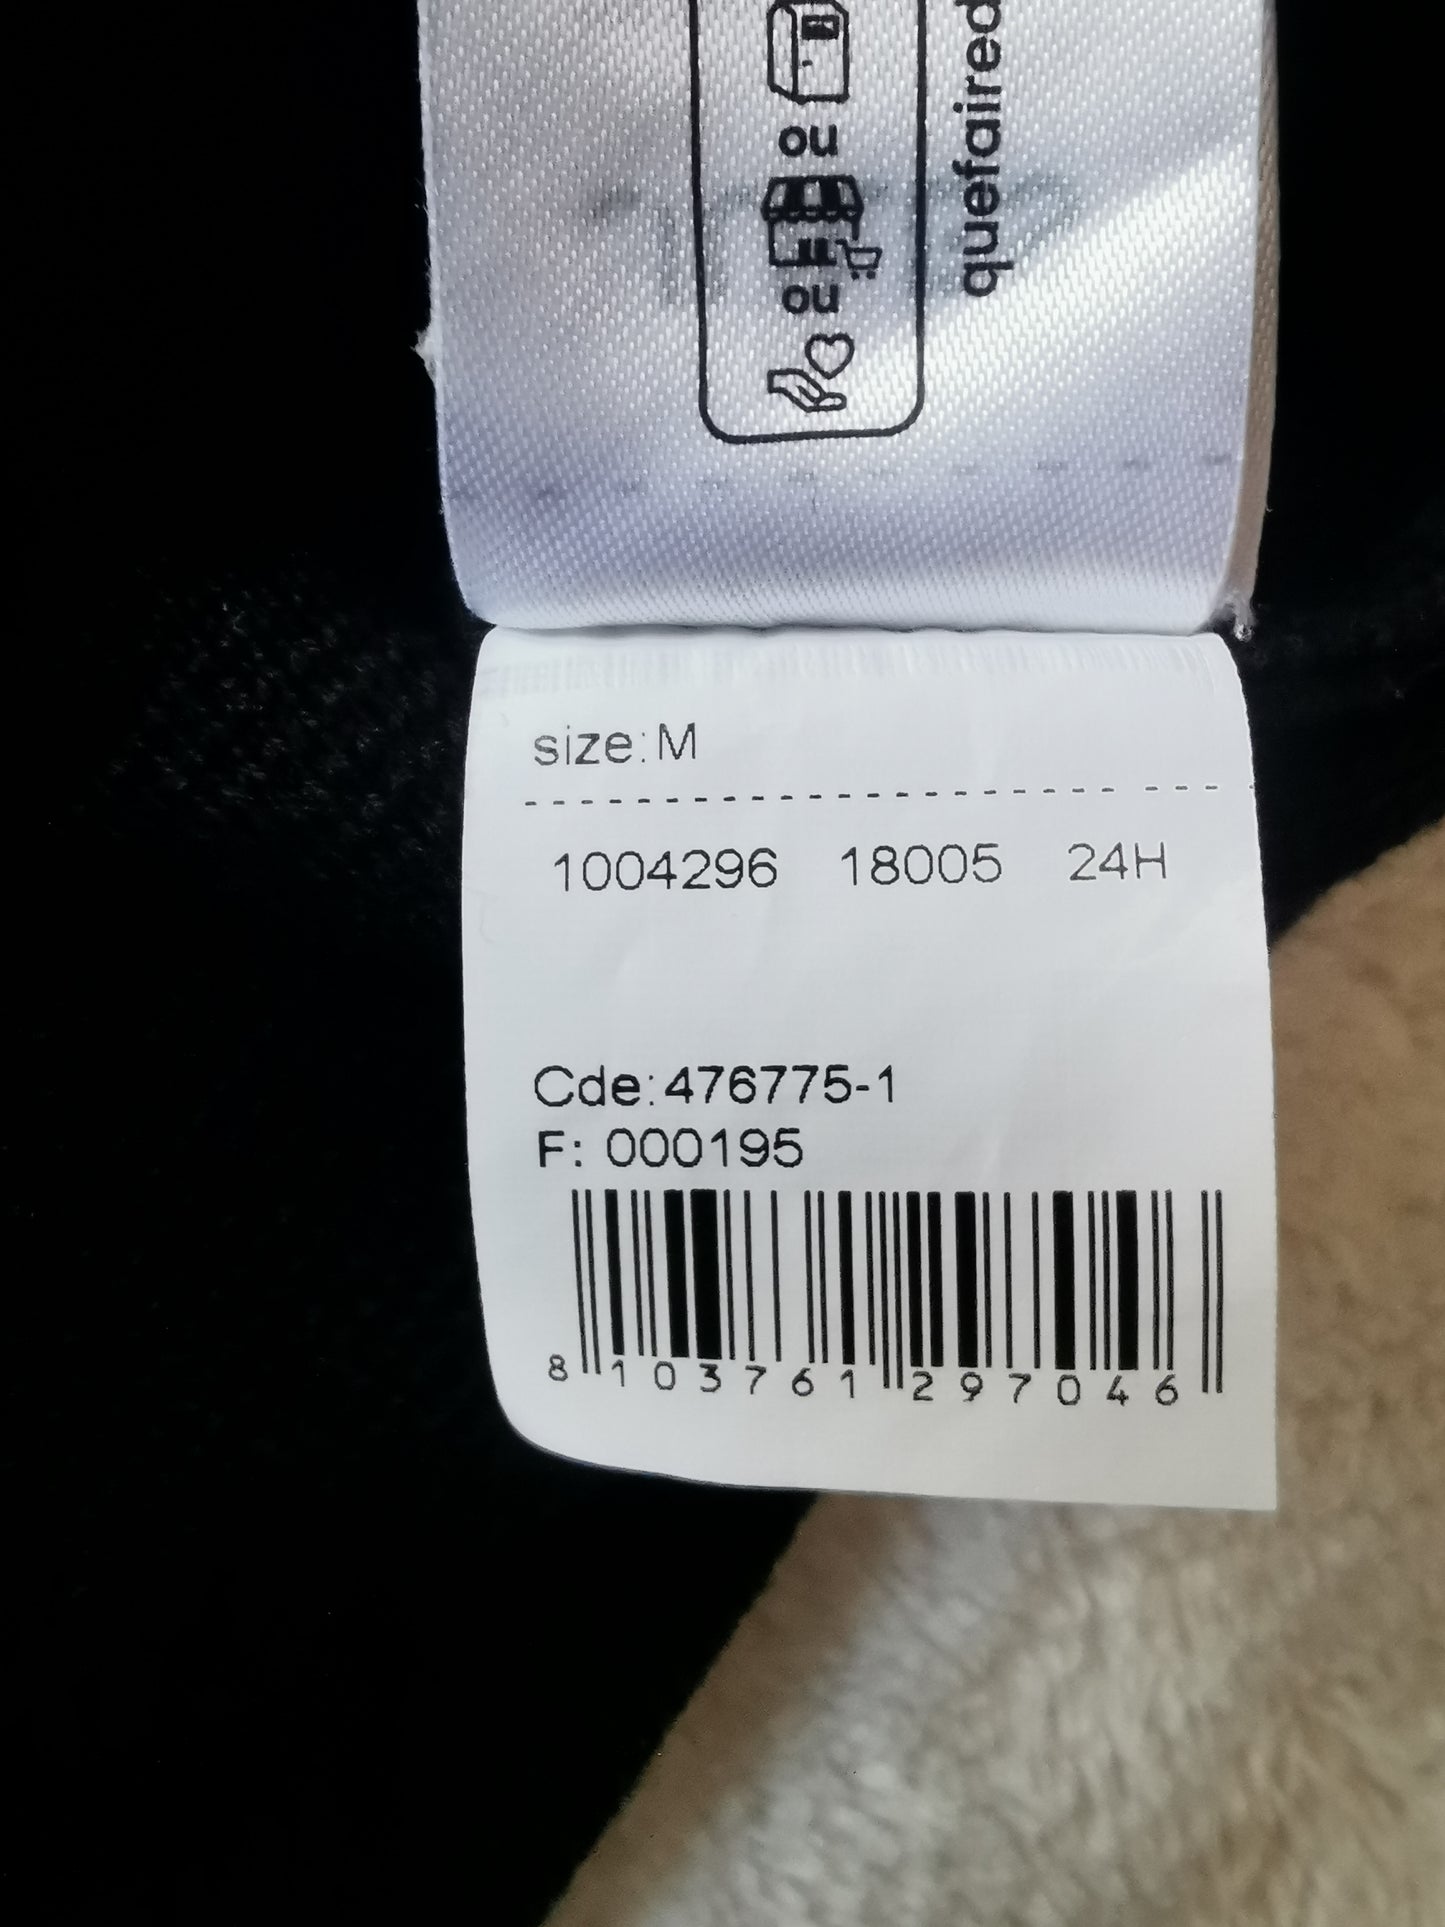 ou
ou
quefaired
size:M
1004296 18005 24H
Cde:476775-1
F: 000195
8 103761 297046